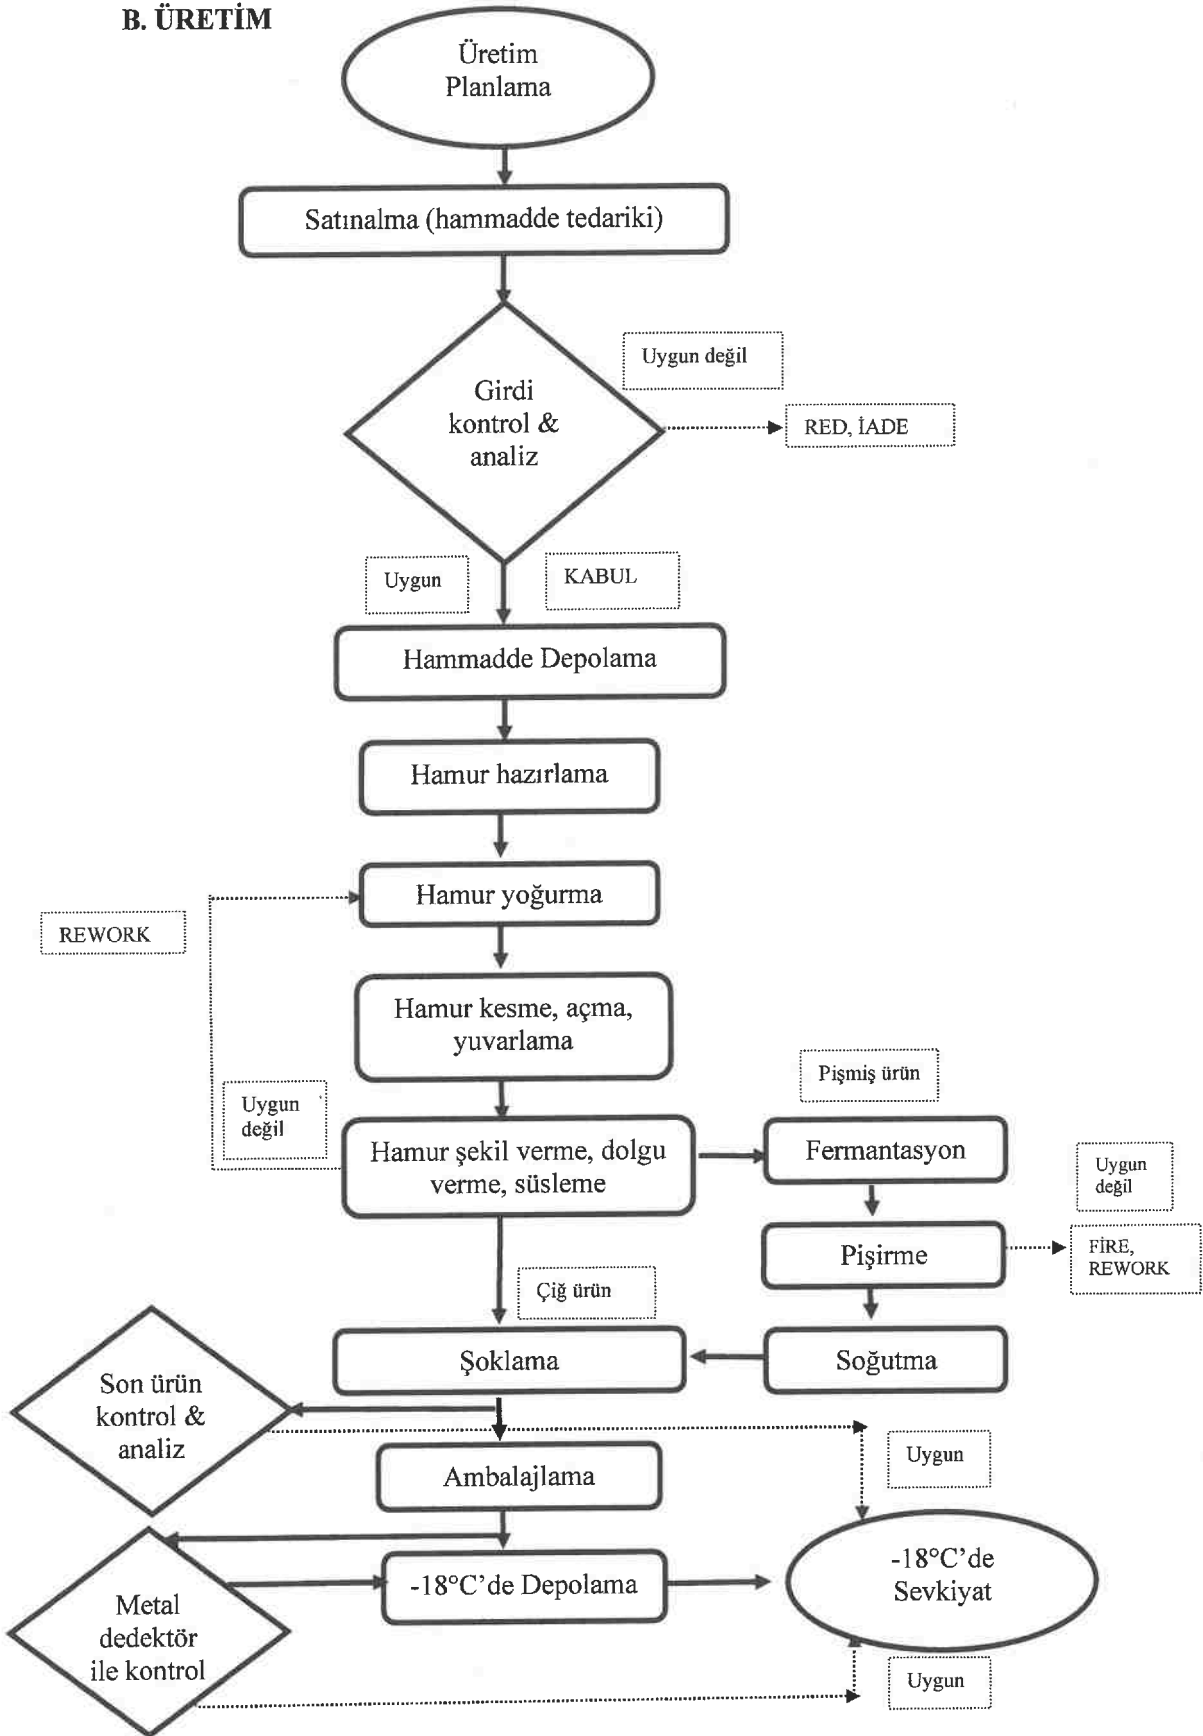 B. ÜRETİM
Üretim
Planlama
Satınalma (hammadde tedariki)
Girdi
kontrol &
analiz
Uygun değil
RED, İADE
Uygun
KABUL
Hammadde Depolama
Hamur hazırlama
Hamur yoğurma
REWORK
Hamur kesme, açma,
yuvarlama
Pişmiş ürün
Uygun
değil
Hamur şekil verme, dolgu
verme, süsleme
Fermantasyon
Uygun
değil
Pişirme
FİRE,
REWORK
Çiğ ürün
Şoklama
Soğutma
Son ürün
kontrol &
analiz
Uygun
Ambalajlama
-18°C'de Depolama
-18°C'de
Sevkiyat
Metal
dedektör
ile kontrol
Uygun